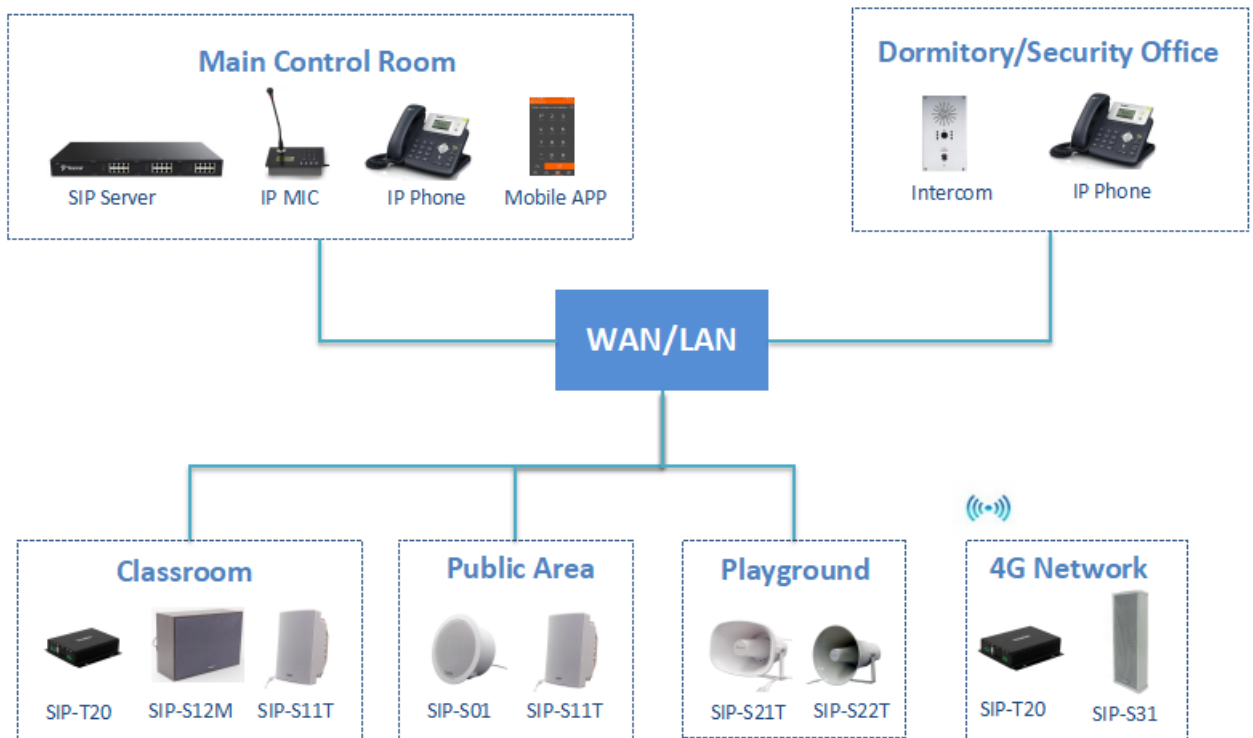 Main Control Room
SIP Server
IP MIC
IP Phone
Mobile APP
Dormitory/Security Office
Intercom
IP Phone
WAN/LAN
Classroom
SIP-T20
SIP-S12M
SIP-S11T
Public Area
SIP-S01
SIP-S11T
Playground
SIP-S21T
SIP-S22T
4G Network
SIP-T20
SIP-S31